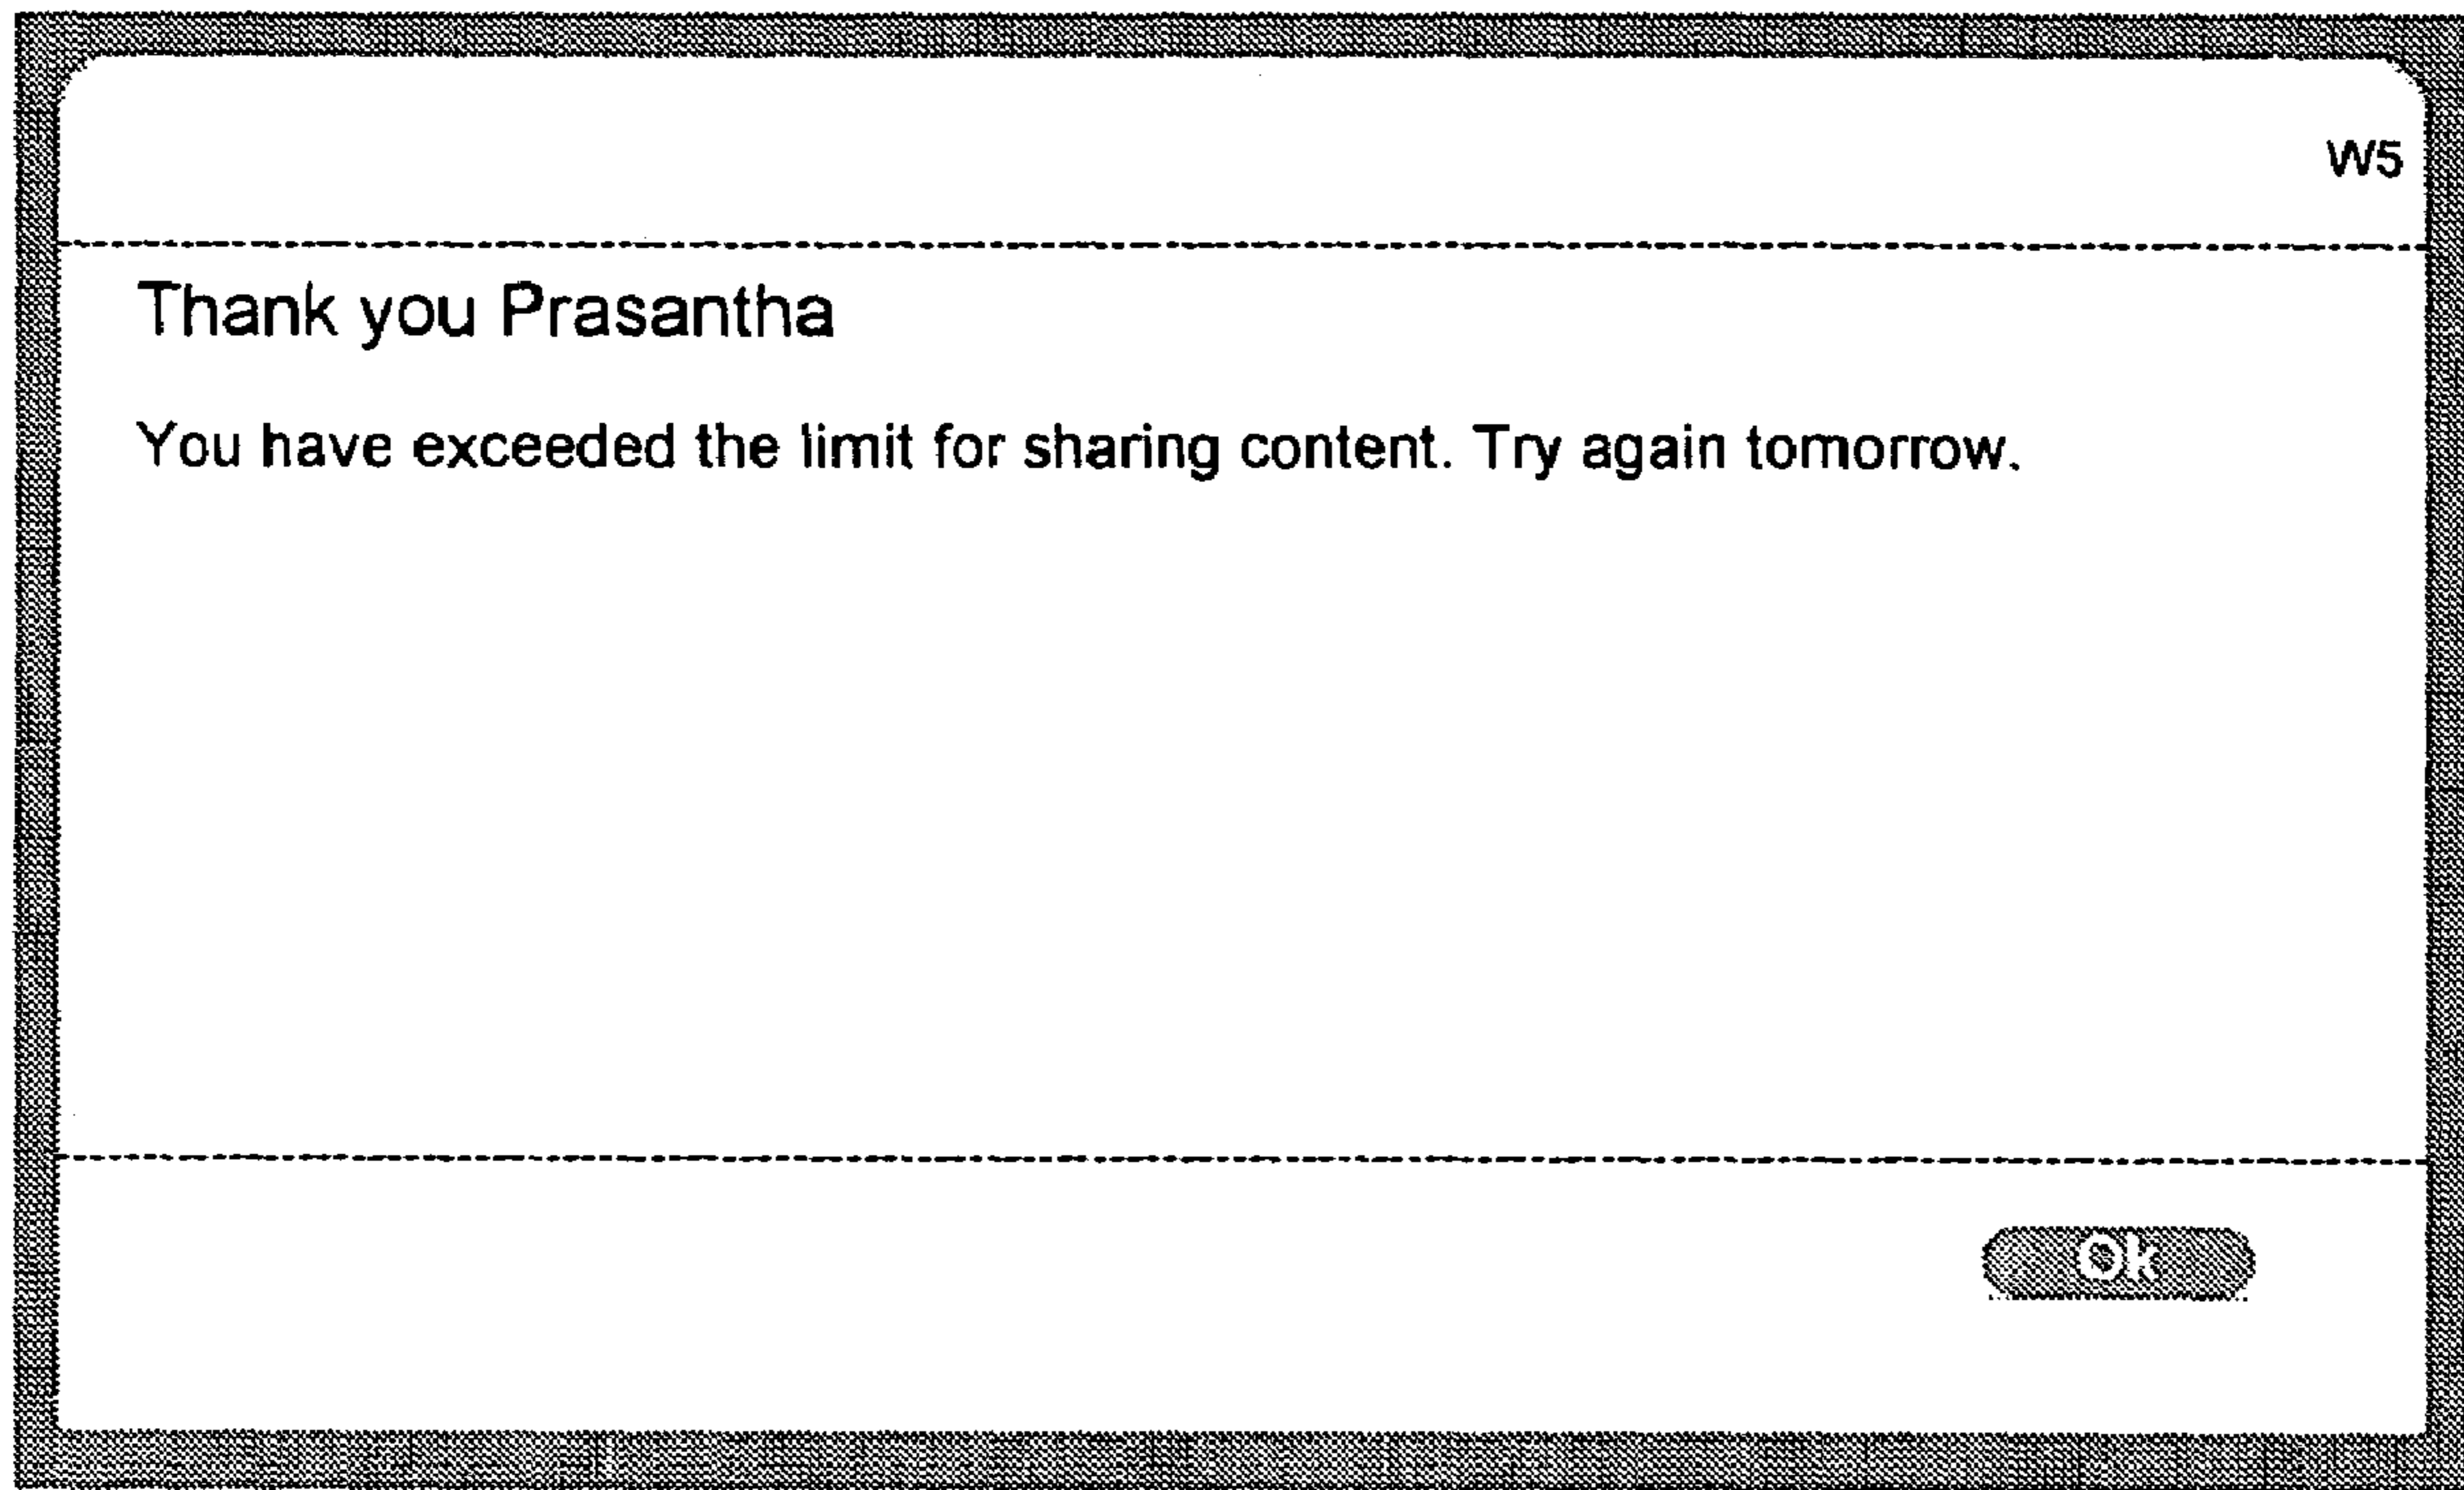 W5
Thank you Prasantha
You have exceeded the limit for sharing content. Try again tomorrow.
Ok